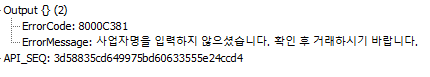 Output {} (2)
ErrorCode: 8000C381
ErrorMessage: 사업자명을 입력하지 않으셨습니다. 확인 후 거래하시기 바랍니다.
API_SEQ: 3d58835cd649975bd60633555e24ccd4